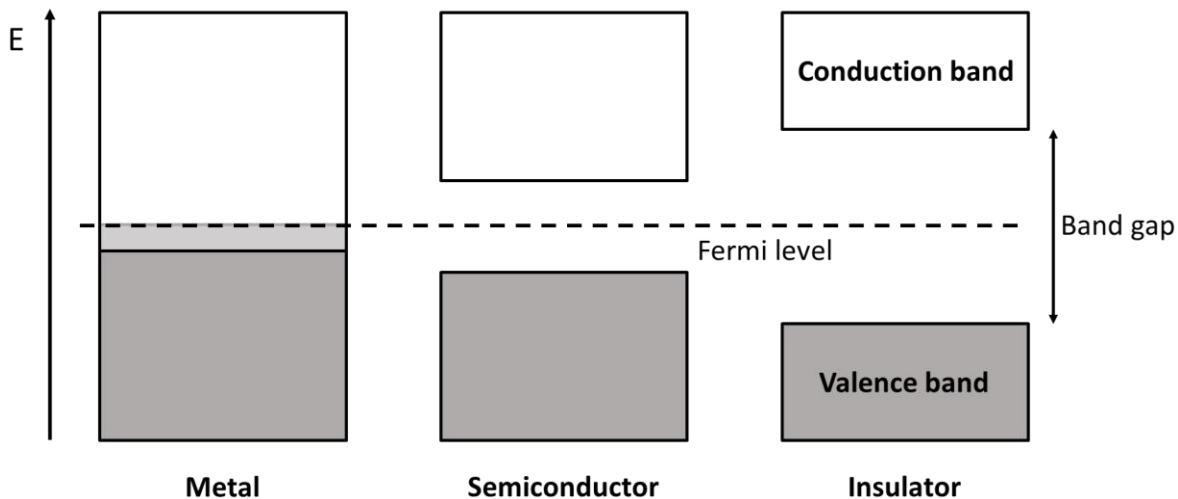 E
Conduction band
Fermi level
Band gap
Valence band
Metal
Semiconductor
Insulator